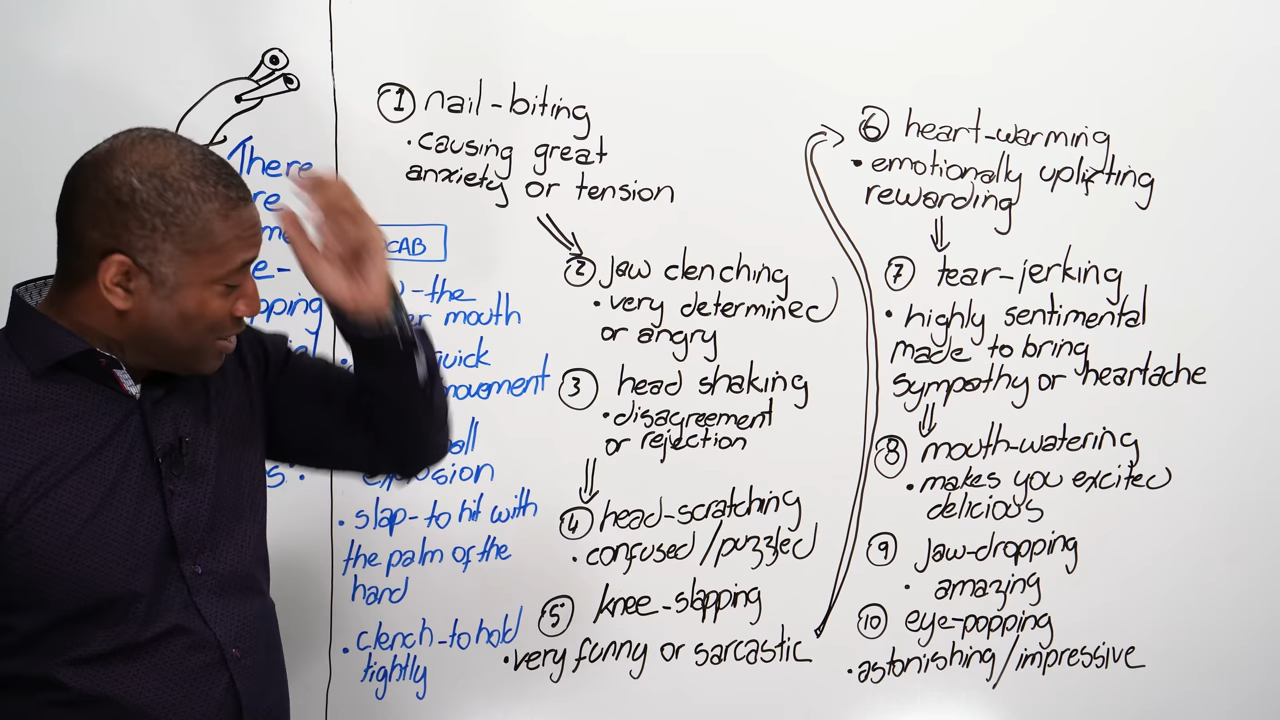 There
① nail-biting
• causing great
anxiety or tension
② jaw clenching
• very determined
or angry
③ head shaking
• disagreement
or rejection
④ head-scratching
• confused/puzzled
⑤ knee-slapping
• very funny or sarcastic
⑥ heart-warming
• emotionally uplifting
rewarding
⑦ tear-jerking
• highly sentimental
made to bring
sympathy or heartache
⑧ mouth-watering
• makes you excited
delicious
⑨ jaw-dropping
• amazing
⑩ eye-popping
• astonishing/impressive
-the
mouth
• slap-to hit with
the palm of the
hand
• clench-to hold
tightly